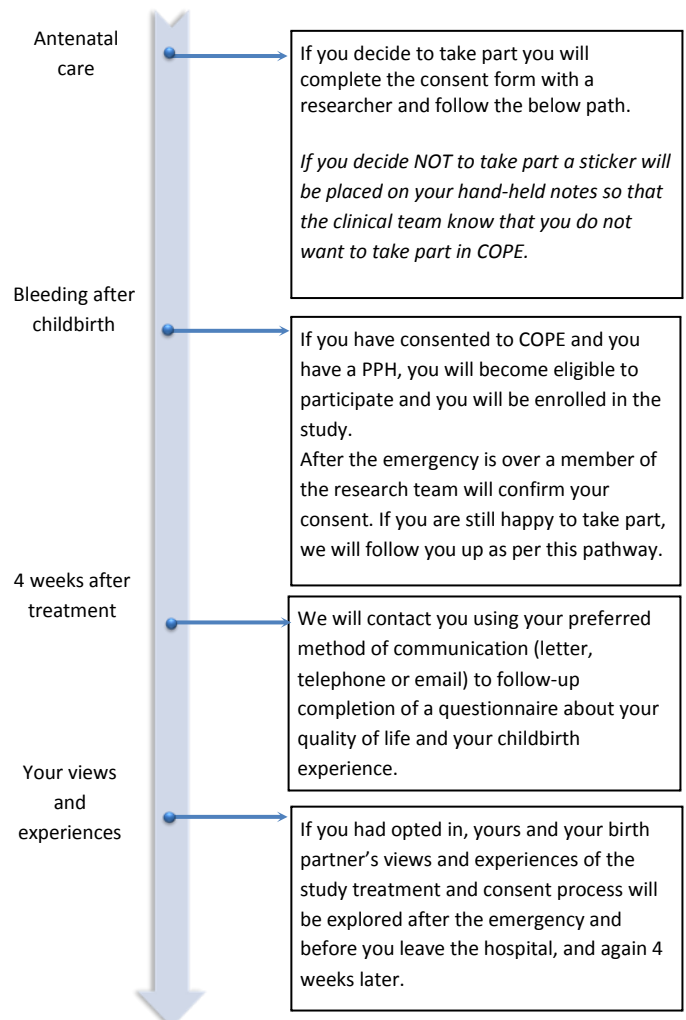 Antenatal
care
If you decide to take part you will
complete the consent form with a
researcher and follow the below path.
If you decide NOT to take part a sticker will
be placed on your hand-held notes so that
the clinical team know that you do not
want to take part in COPE.
Bleeding after
childbirth
If you have consented to COPE and you
have a PPH, you will become eligible to
participate and you will be enrolled in the
study.
After the emergency is over a member of
the research team will confirm your
consent. If you are still happy to take part,
we will follow you up as per this pathway.
4 weeks after
treatment
We will contact you using your preferred
method of communication (letter,
telephone or email) to follow-up
completion of a questionnaire about your
quality of life and your childbirth
experience.
Your views
and
experiences
If you had opted in, yours and your birth
partner’s views and experiences of the
study treatment and consent process will
be explored after the emergency and
before you leave the hospital, and again 4
weeks later.